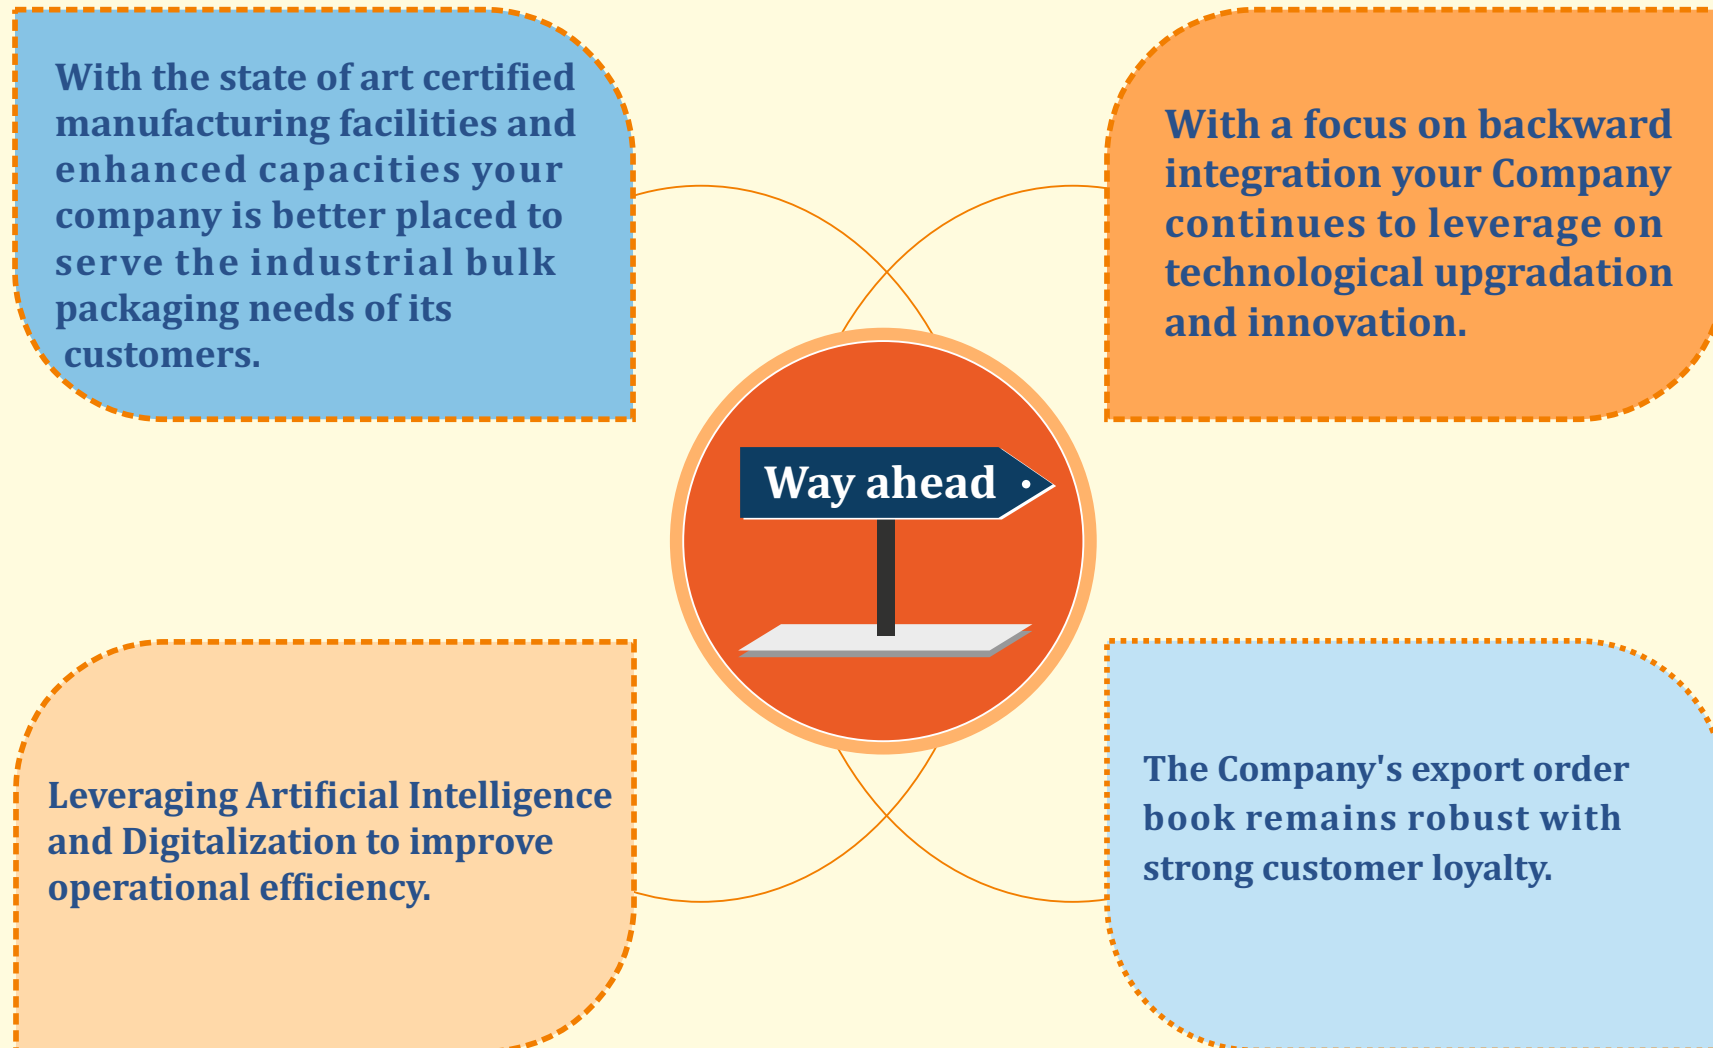 With the state of art certified
manufacturing facilities and
enhanced capacities your
company is better placed to
serve the industrial bulk
packaging needs of its
customers.
With a focus on backward
integration your Company
continues to leverage on
technological upgradation
and innovation.
Way ahead
Leveraging Artificial Intelligence
and Digitalization to improve
operational efficiency.
The Company's export order
book remains robust with
strong customer loyalty.